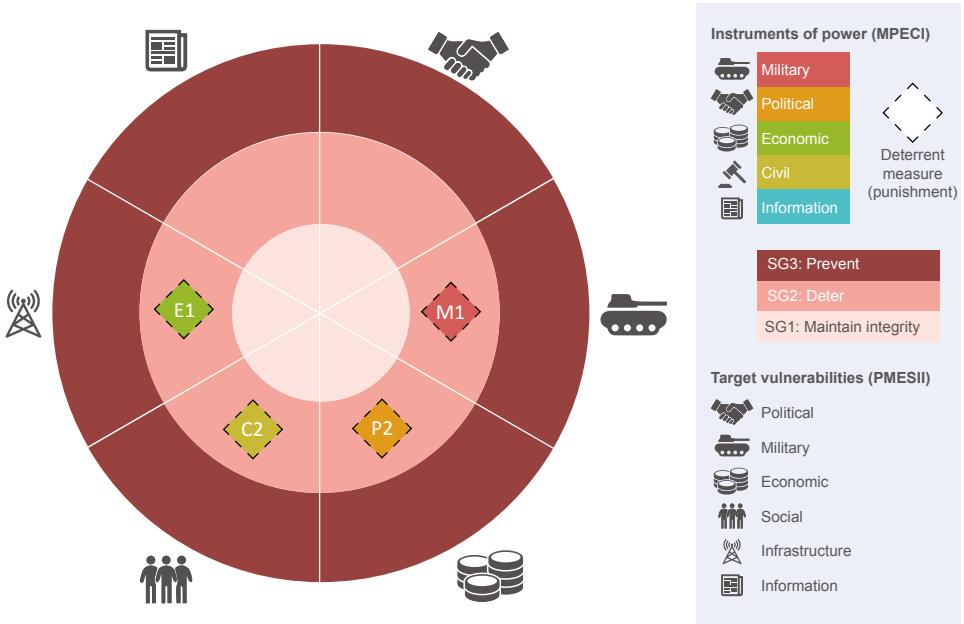 E1
M1
C2
P2
Instruments of power (MPECI)
Military
Political
Economic
Civil
Information
Deterrent
measure
(punishment)
SG3: Prevent
SG2: Deter
SG1: Maintain integrity
Target vulnerabilities (PMESII)
Political
Military
Economic
Social
Infrastructure
Information